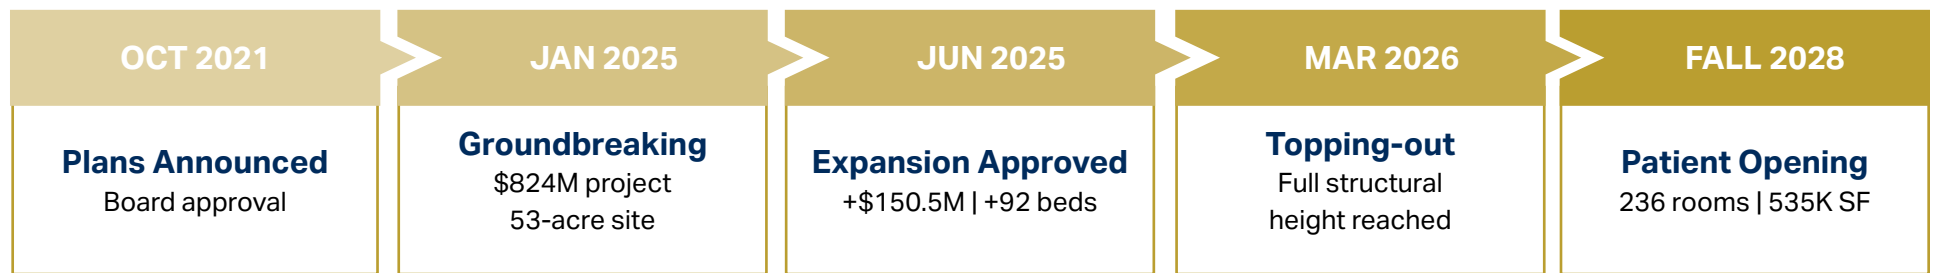 OCT 2021
Plans Announced
Board approval
JAN 2025
Groundbreaking
$824M project
53-acre site
JUN 2025
Expansion Approved
+$150.5M | +92 beds
MAR 2026
Topping-out
Full structural
height reached
FALL 2028
Patient Opening
236 rooms | 535K SF